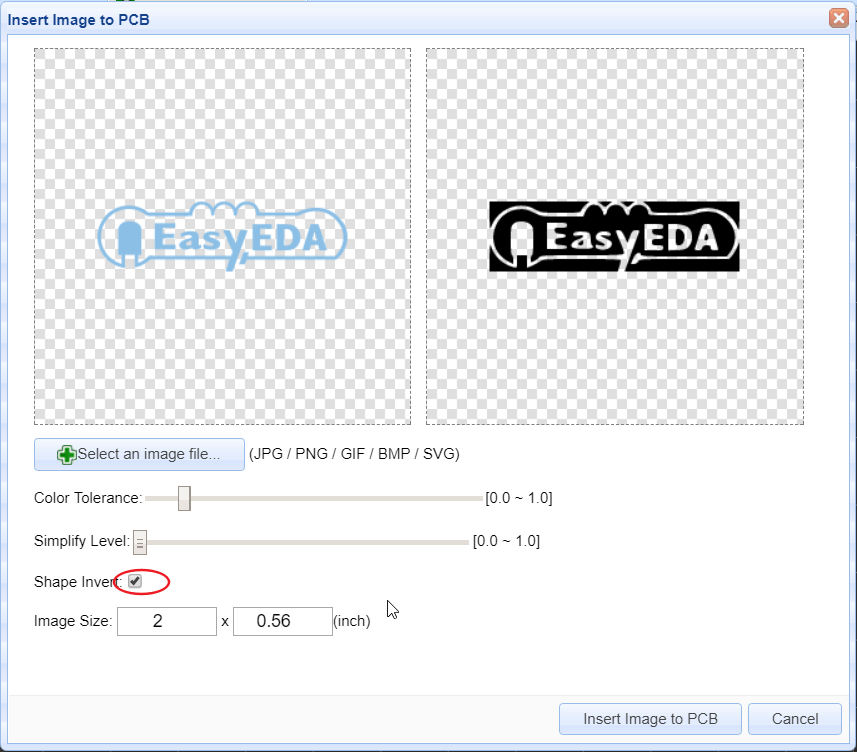 Insert Image to PCB
EasyEDA
EasyEDA
Select an image file... (JPG / PNG / GIF / BMP / SVG)
Color Tolerance: [0.0 ~ 1.0]
Simplify Level: [0.0 ~ 1.0]
Shape Invert:
Image Size: 2 x 0.56 (inch)
Insert Image to PCB Cancel